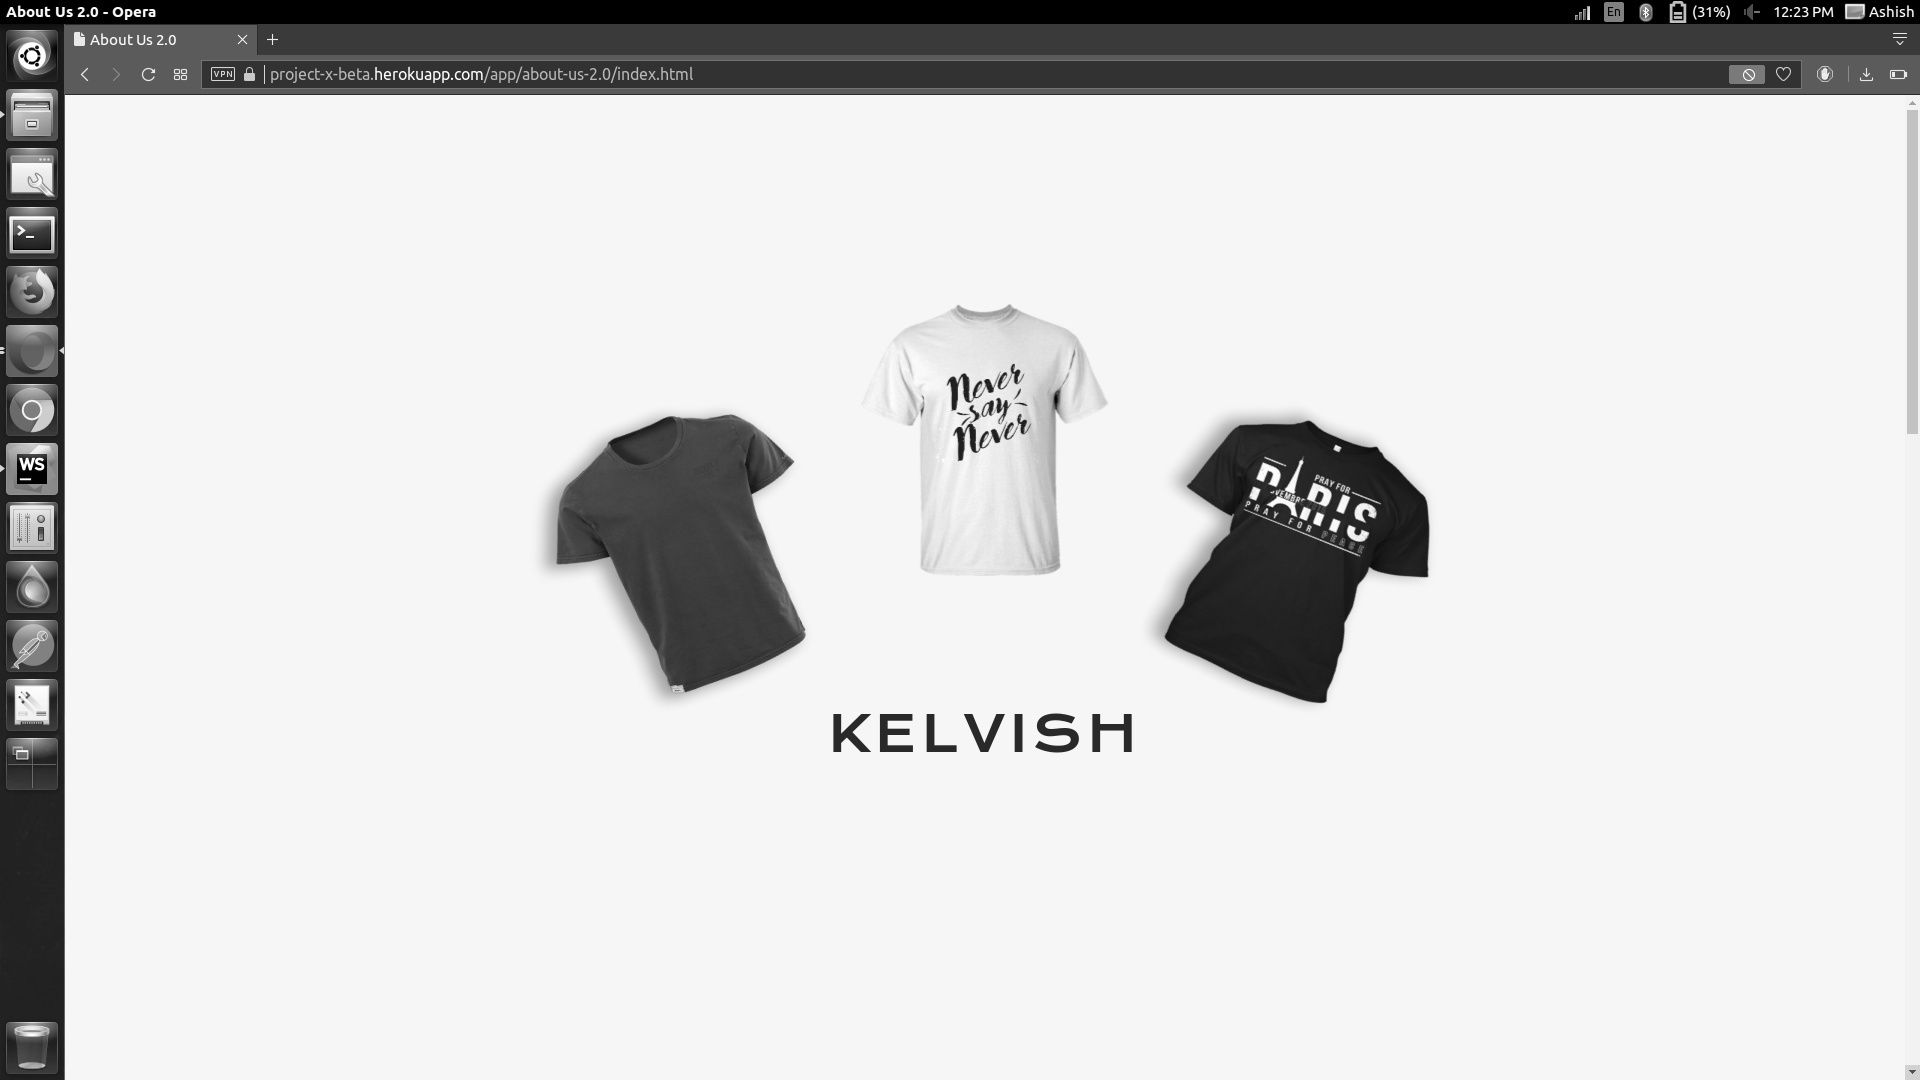 About Us 2.0 - Opera
En
(31%)
12:23 PM
Ashish
About Us 2.0
VPN
project-x-beta.herokuapp.com/app/about-us-2.0/index.html
>_
WS
Never
say
Never
PRAY FOR
PARIS
PRAY FOR PEACE
KELVISH